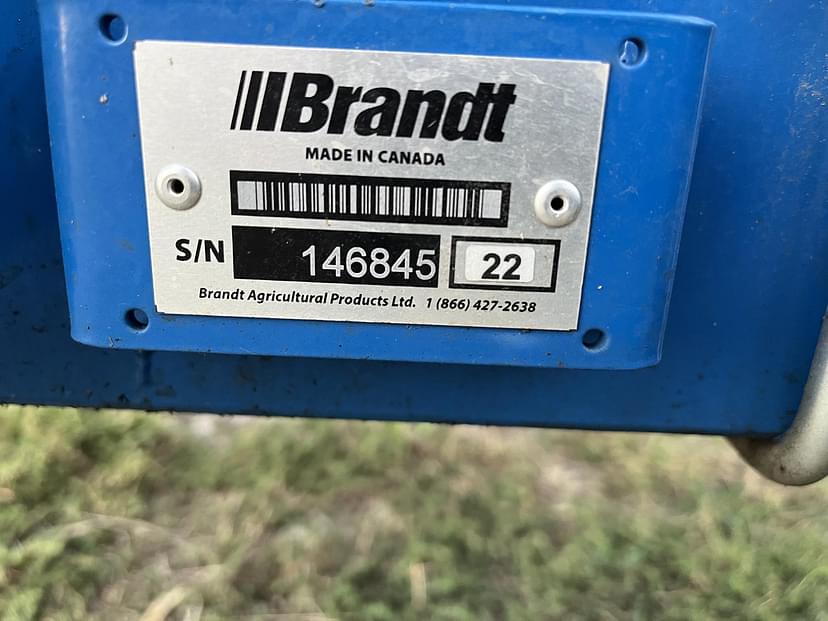 Brandt
MADE IN CANADA
S/N 146845 22
Brandt Agricultural Products Ltd. 1 (866) 427-2638